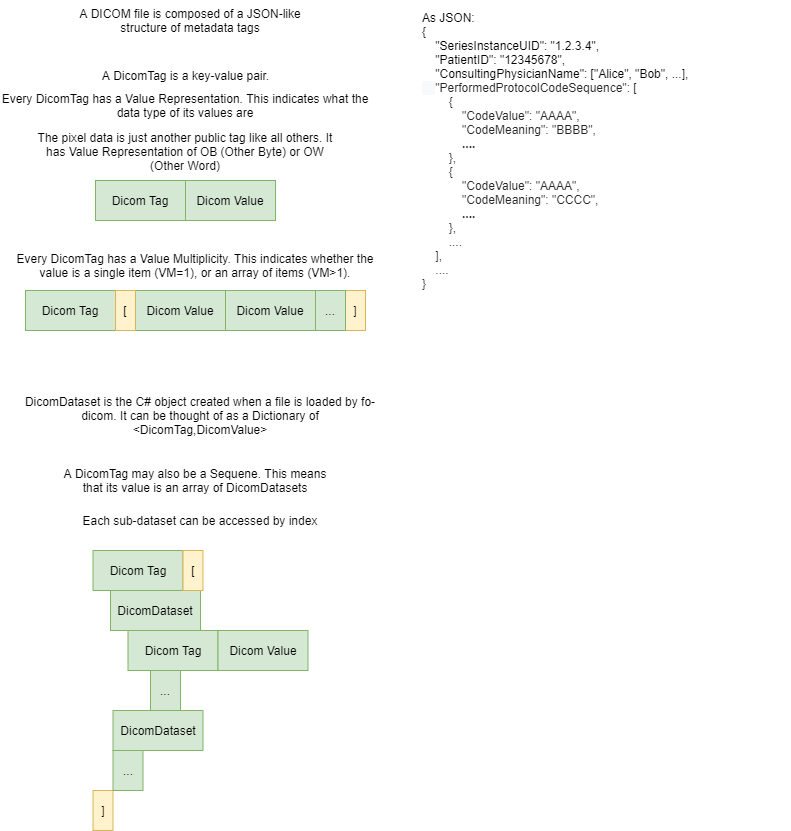 A DICOM file is composed of a JSON-like
structure of metadata tags
A DicomTag is a key-value pair.
Every DicomTag has a Value Representation. This indicates what the
data type of its values are
The pixel data is just another public tag like all others. It
has Value Representation of OB (Other Byte) or OW
(Other Word)
Dicom Tag Dicom Value
Every DicomTag has a Value Multiplicity. This indicates whether the
value is a single item (VM=1), or an array of items (VM>1).
Dicom Tag [ Dicom Value Dicom Value ... ]
DicomDataset is the C# object created when a file is loaded by fo-
dicom. It can be thought of as a Dictionary of
<DicomTag,DicomValue>
A DicomTag may also be a Sequene. This means
that its value is an array of DicomDatasets
Each sub-dataset can be accessed by index
Dicom Tag [
DicomDataset
Dicom Tag Dicom Value
...
DicomDataset
...
]
As JSON:
{
"SeriesInstanceUID": "1.2.3.4",
"PatientID": "12345678",
"ConsultingPhysicianName": ["Alice", "Bob", ...],
"PerformedProtocolCodeSequence": [
{
"CodeValue": "AAAA",
"CodeMeaning": "BBBB",
....
},
{
"CodeValue": "AAAA",
"CodeMeaning": "CCCC",
....
},
....
],
....
}